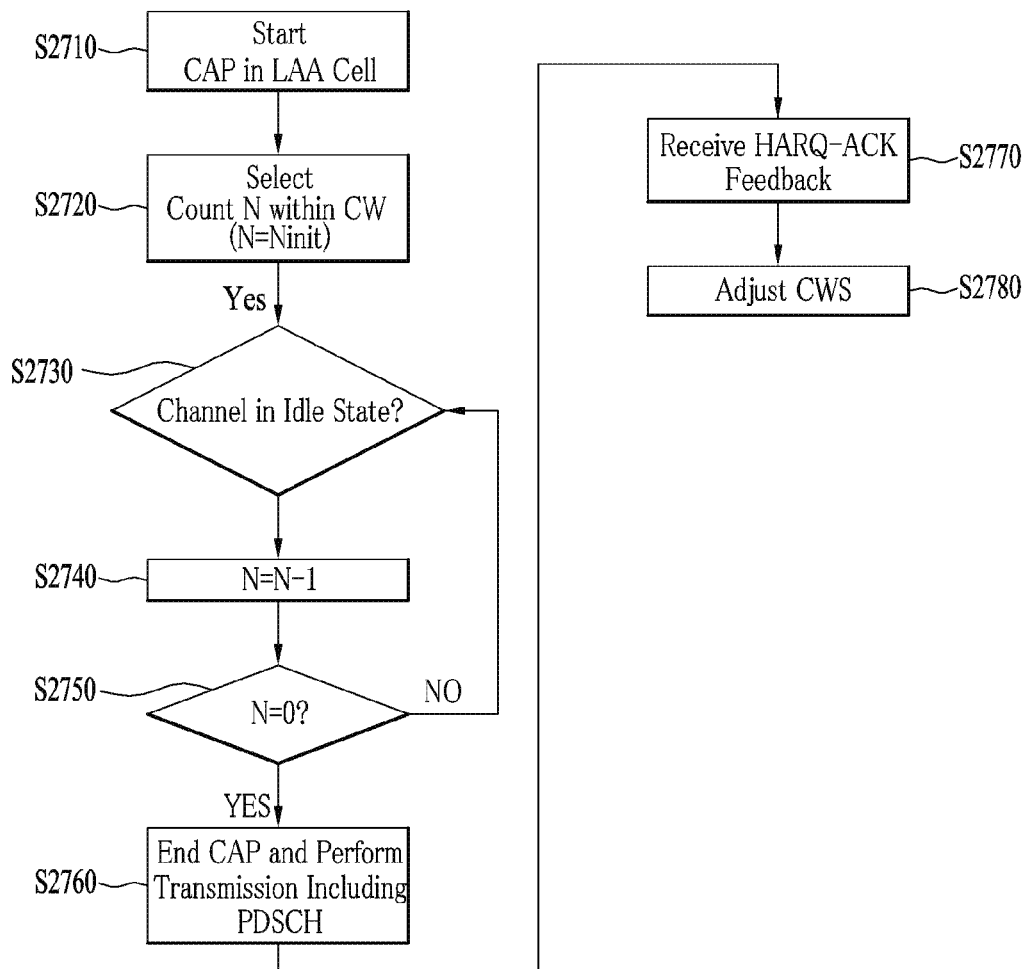 S2710
Start
CAP in LAA Cell
S2720
Select
Count N within CW
(N=Ninit)
Yes
S2730
Channel in Idle State?
S2740
N=N-1
S2750
N=0?
NO
YES
S2760
End CAP and Perform
Transmission Including
PDSCH
Receive HARQ-ACK
Feedback
S2770
Adjust CWS
S2780